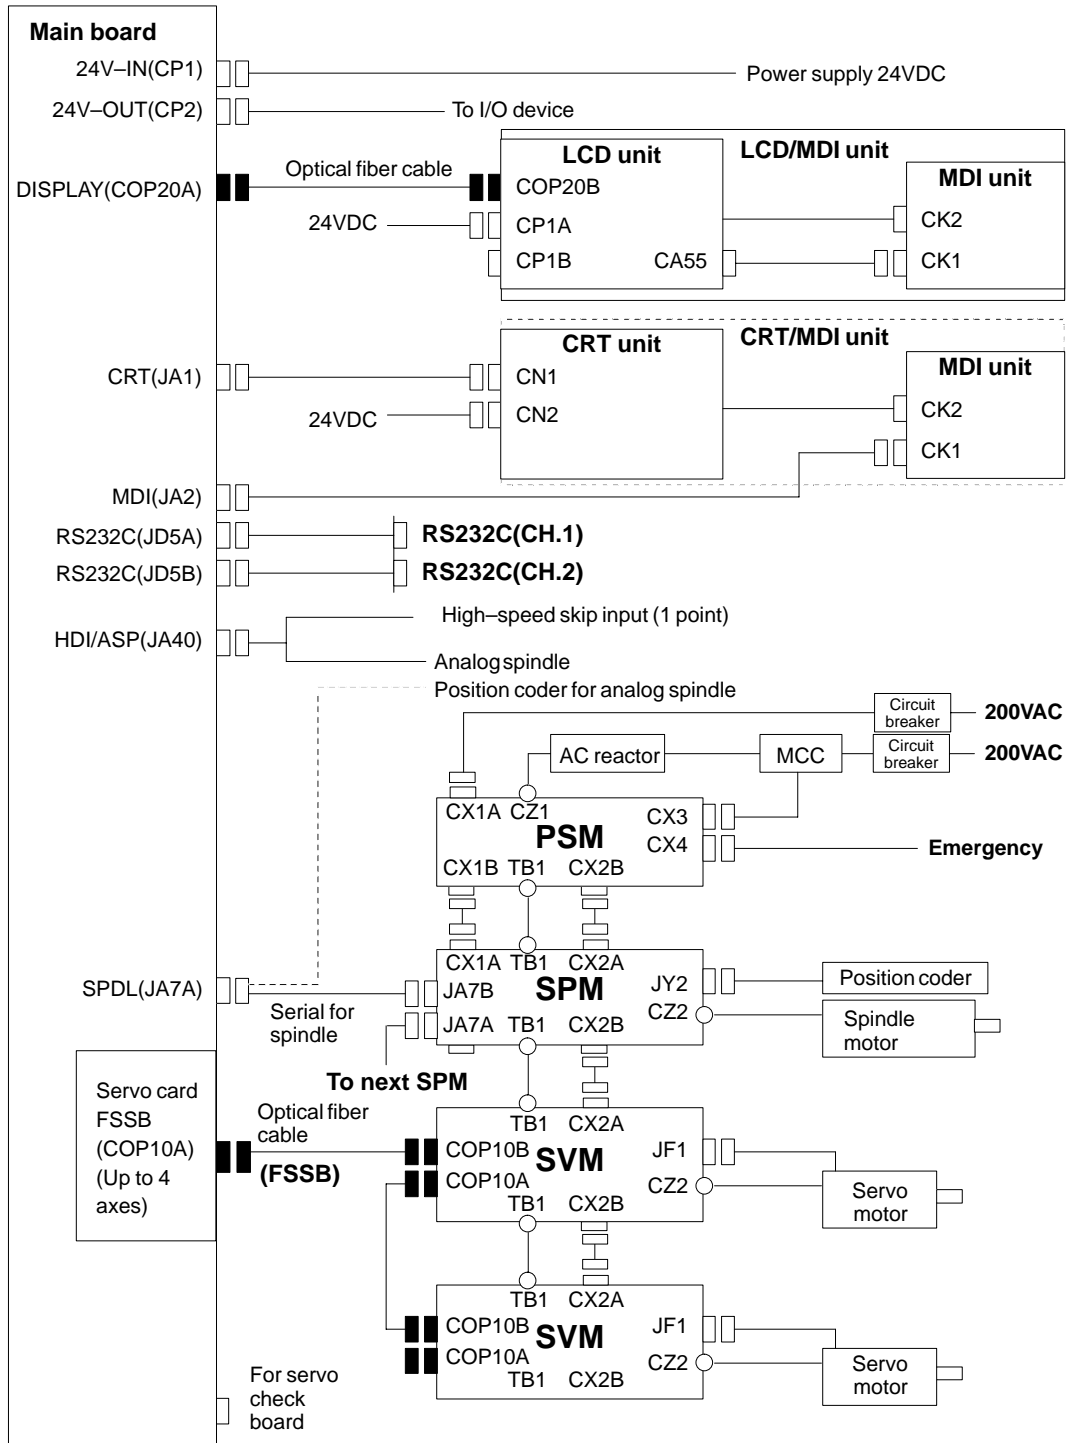 Main board
24V–IN(CP1)
Power supply 24VDC
24V–OUT(CP2)
To I/O device
LCD unit
LCD/MDI unit
Optical fiber cable
MDI unit
DISPLAY(COP20A)
COP20B
24VDC
CP1A
CK2
CP1B
CA55
CK1
CRT unit
CRT/MDI unit
MDI unit
CRT(JA1)
CN1
24VDC
CN2
CK2
CK1
MDI(JA2)
RS232C(JD5A)
RS232C(CH.1)
RS232C(JD5B)
RS232C(CH.2)
High–speed skip input (1 point)
HDI/ASP(JA40)
Analog spindle
Position coder for analog spindle
Circuit
breaker
200VAC
AC reactor
MCC
Circuit
breaker
200VAC
CX1A CZ1
CX3
PSM
CX4
Emergency
CX1B TB1 CX2B
CX1A TB1 CX2A
SPDL(JA7A)
JA7B
SPM
JY2
Position coder
Serial for
spindle
JA7A TB1 CX2B
CZ2
Spindle
motor
To next SPM
Servo card
FSSB
(COP10A)
(Up to 4
axes)
Optical fiber
cable
(FSSB)
TB1 CX2A
COP10B
SVM
JF1
COP10A
CZ2
TB1 CX2B
Servo
motor
TB1 CX2A
COP10B
SVM
JF1
COP10A
CZ2
TB1 CX2B
Servo
motor
For servo
check
board